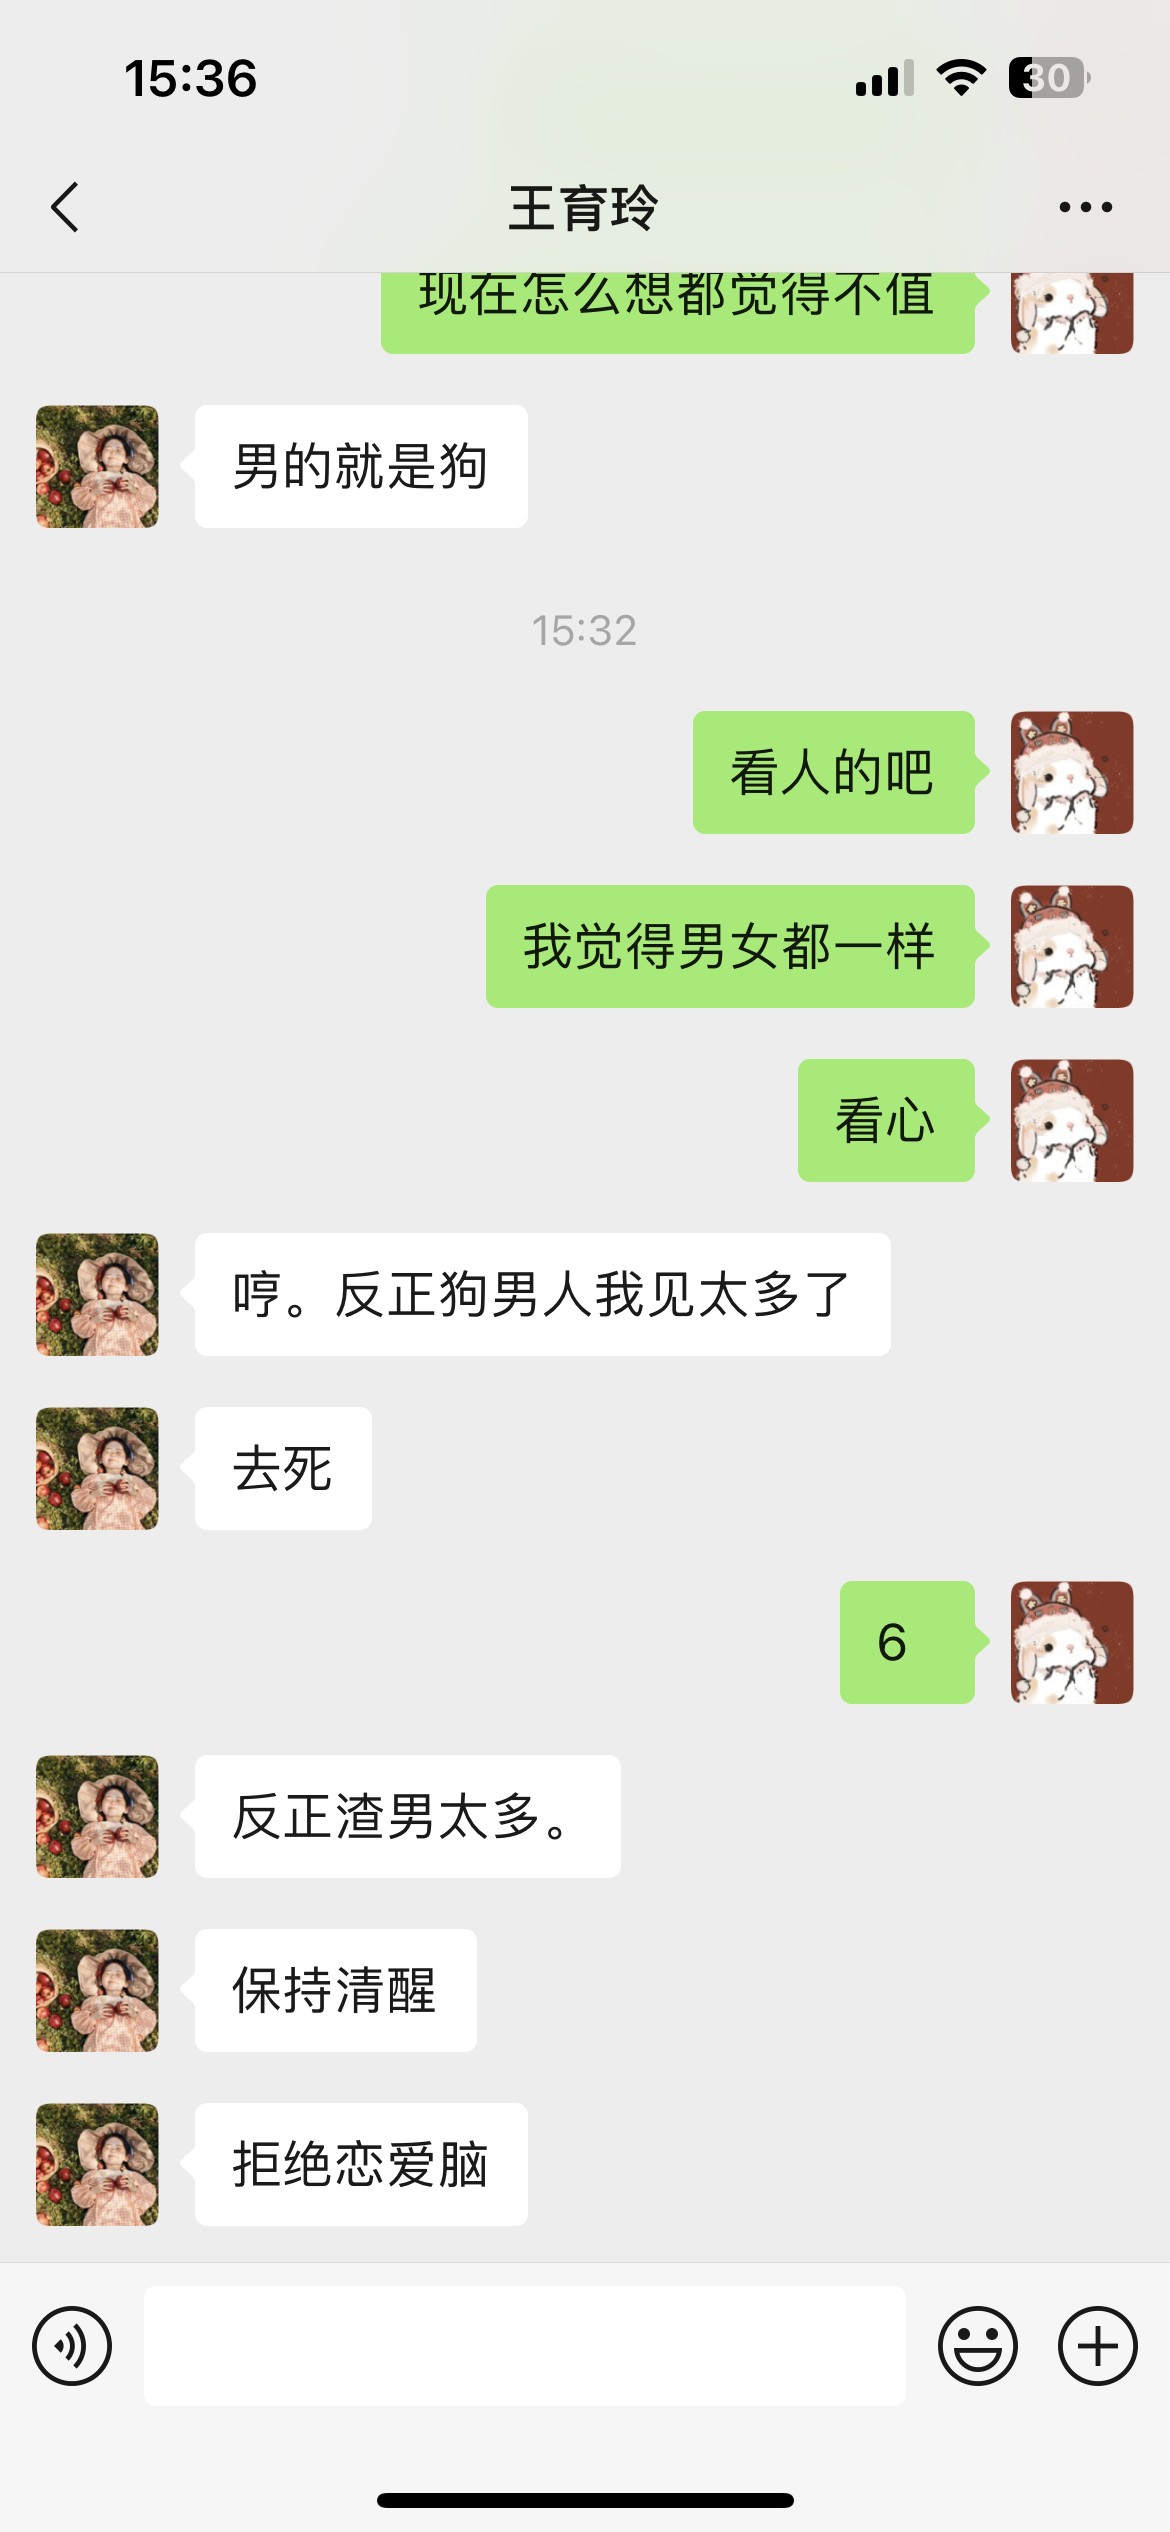 15:36
30
王育玲
现在怎么想都觉得不值
男的就是狗
15:32
看人的吧
我觉得男女都一样
看心
哼。反正狗男人我见太多了
去死
6
反正渣男太多。
保持清醒
拒绝恋爱脑